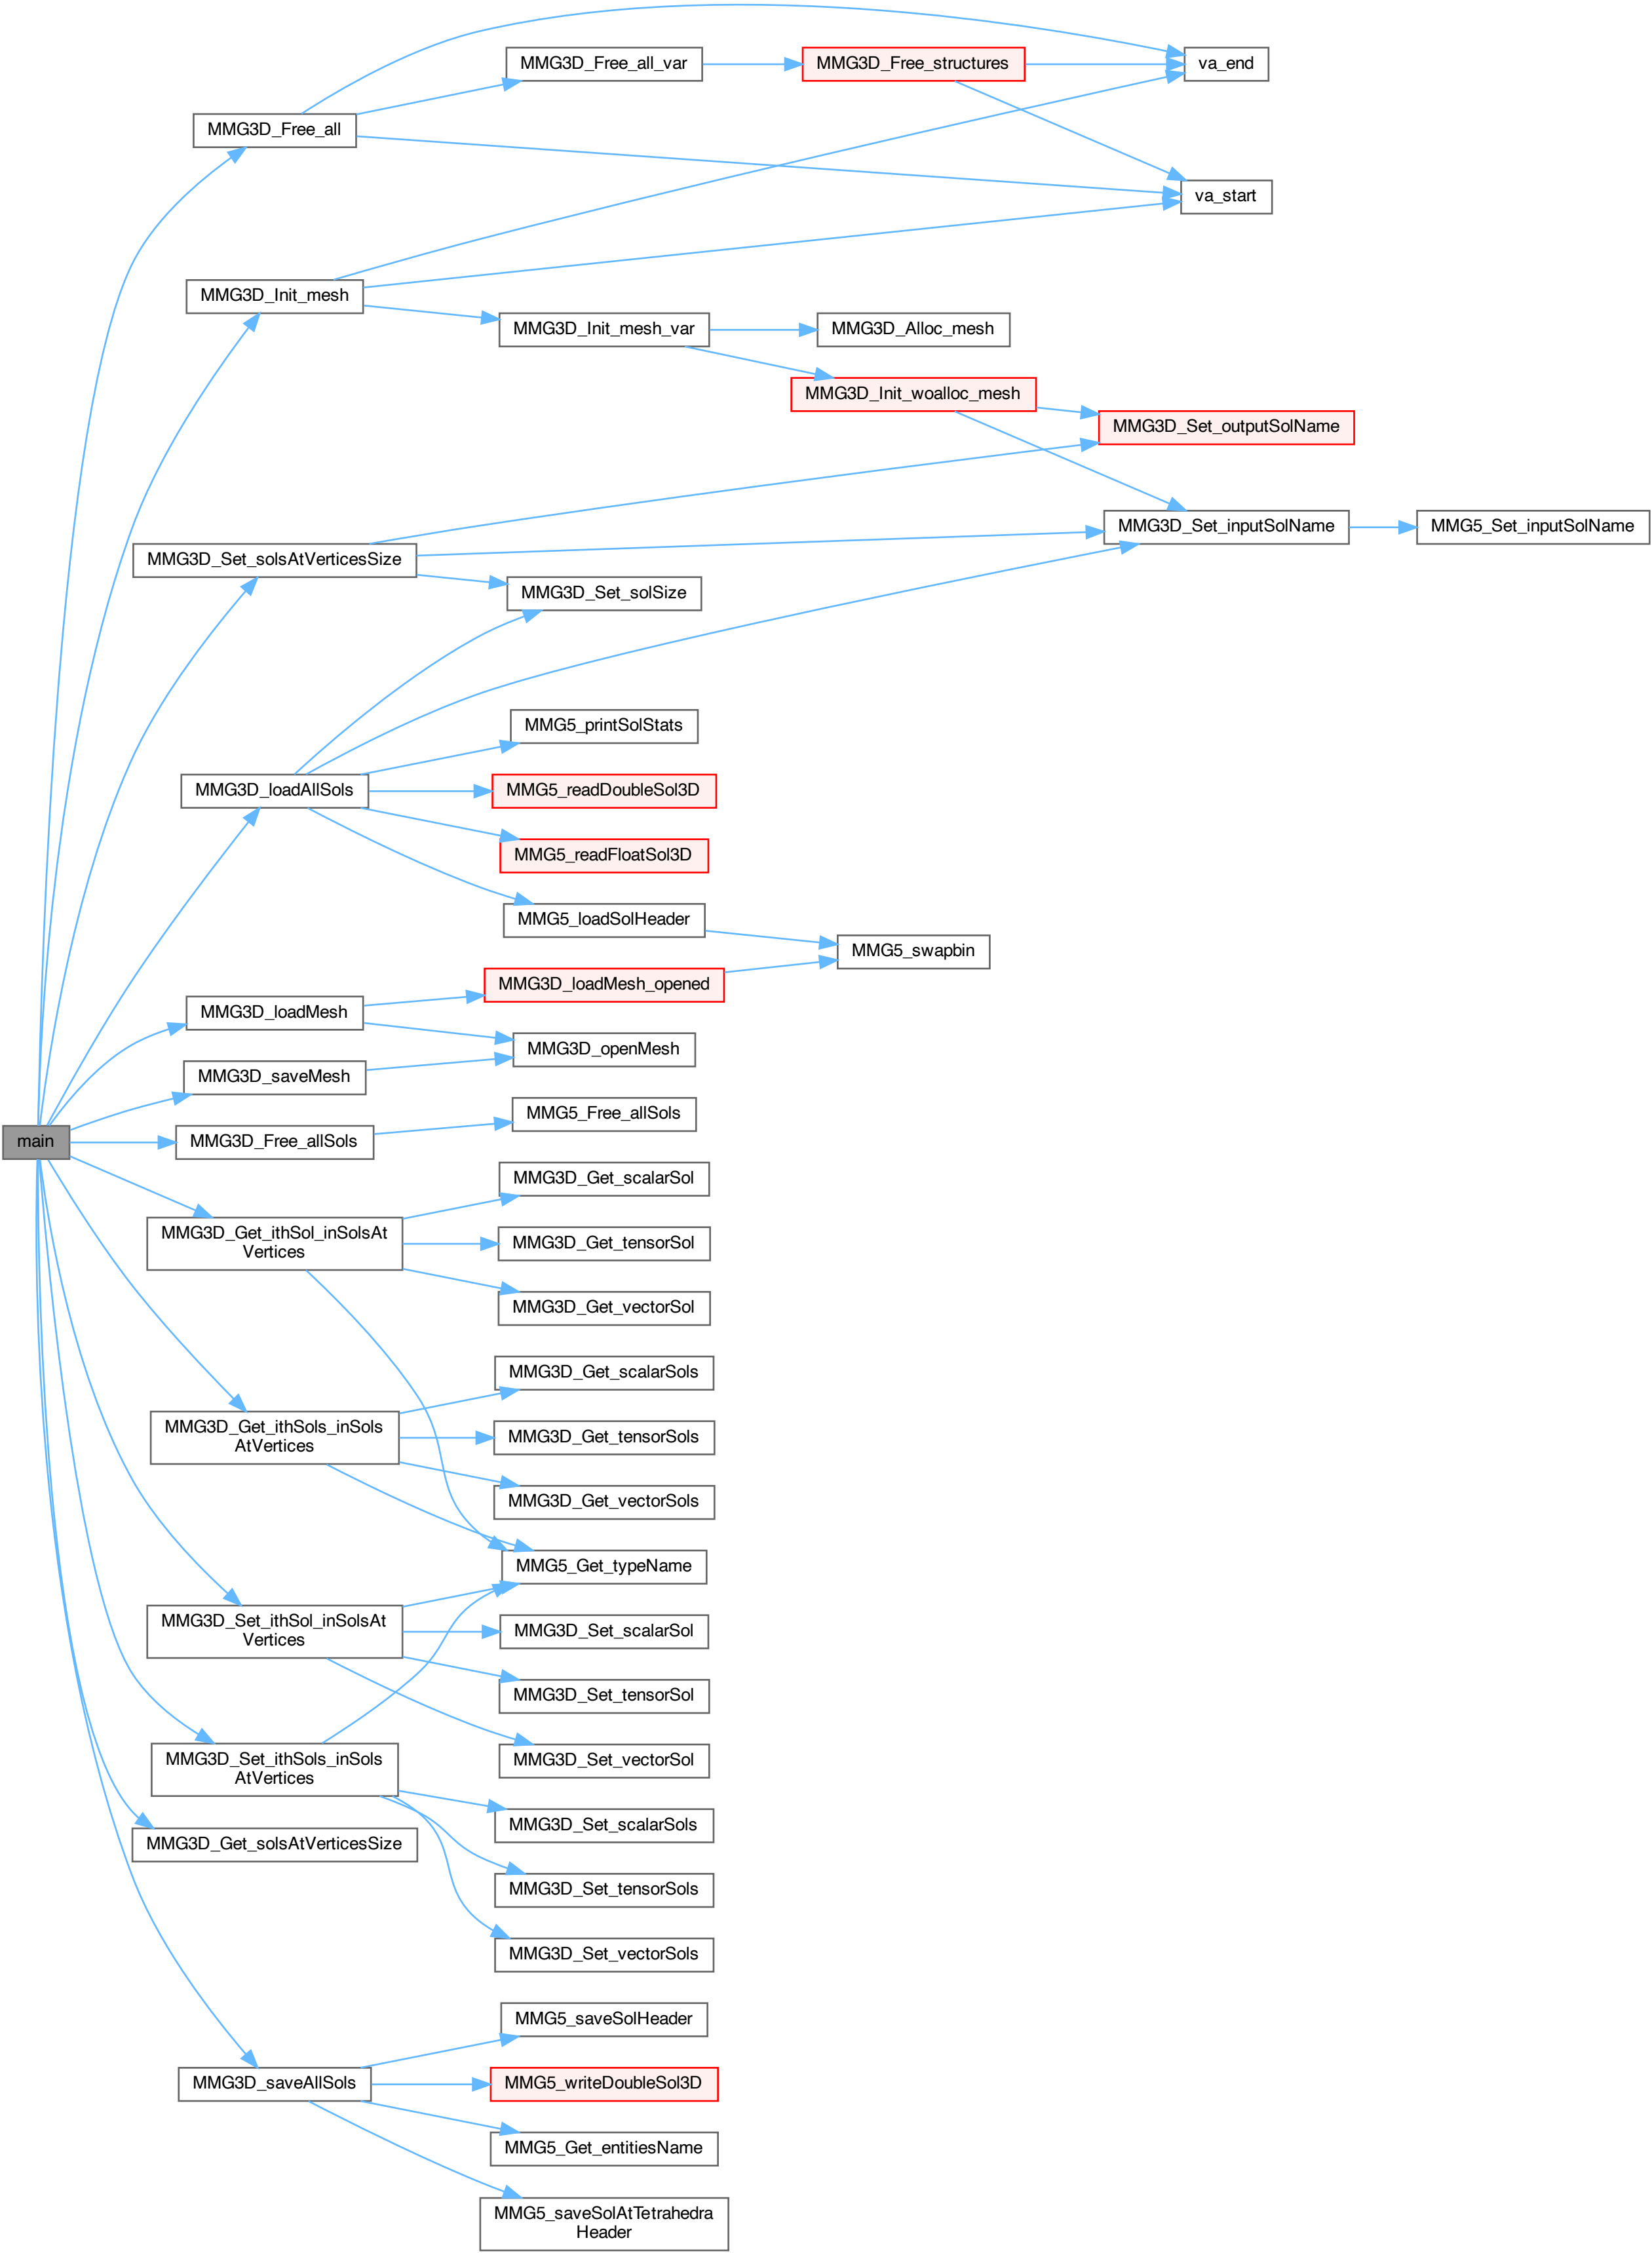 MMG3D_Free_all_var
MMG3D_Free_structures
va_end
MMG3D_Free_all
va_start
MMG3D_Init_mesh
MMG3D_Init_mesh_var
MMG3D_Alloc_mesh
MMG3D_Init_woalloc_mesh
MMG3D_Set_outputSolName
MMG3D_Set_inputSolName
MMG5_Set_inputSolName
MMG3D_Set_solsAtVerticesSize
MMG3D_Set_solSize
MMG5_printSolStats
MMG3D_loadAllSols
MMG5_readDoubleSol3D
MMG5_readFloatSol3D
MMG5_loadSolHeader
MMG5_swapbin
MMG3D_loadMesh_opened
MMG3D_loadMesh
MMG3D_openMesh
MMG3D_saveMesh
MMG5_Free_allSols
main
MMG3D_Free_allSols
MMG3D_Get_scalarSol
MMG3D_Get_ithSol_inSolsAt
Vertices
MMG3D_Get_tensorSol
MMG3D_Get_vectorSol
MMG3D_Get_scalarSols
MMG3D_Get_ithSols_inSols
AtVertices
MMG3D_Get_tensorSols
MMG3D_Get_vectorSols
MMG5_Get_typeName
MMG3D_Set_ithSol_inSolsAt
Vertices
MMG3D_Set_scalarSol
MMG3D_Set_tensorSol
MMG3D_Set_vectorSol
MMG3D_Set_ithSols_inSols
AtVertices
MMG3D_Set_scalarSols
MMG3D_Get_solsAtVerticesSize
MMG3D_Set_tensorSols
MMG3D_Set_vectorSols
MMG5_saveSolHeader
MMG3D_saveAllSols
MMG5_writeDoubleSol3D
MMG5_Get_entitiesName
MMG5_saveSolAtTetrahedra
Header